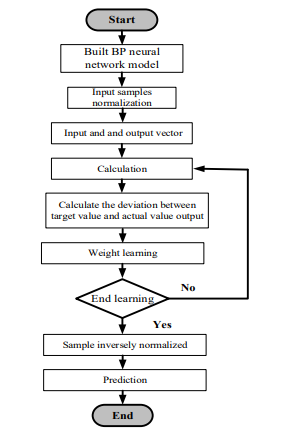 Start
Built BP neural
network model
Input samples
normalization
Input and and output vector
Calculation
Calculate the deviation between
target value and actual value output
Weight learning
End learning
No
Yes
Sample inversely normalized
Prediction
End